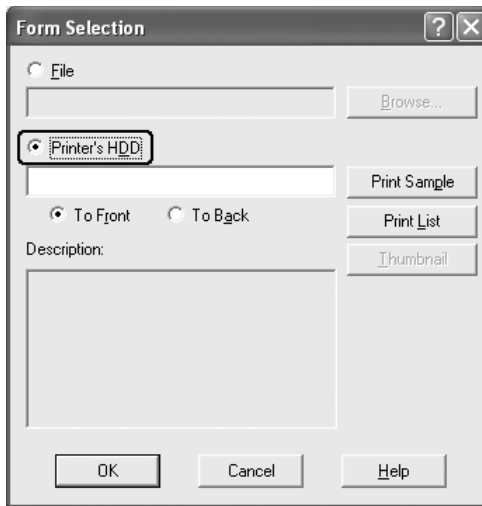 Form Selection
File
Browse...
Printer's HDD
Print Sample
To Front To Back
Print List
Description:
Thumbnail
OK Cancel Help